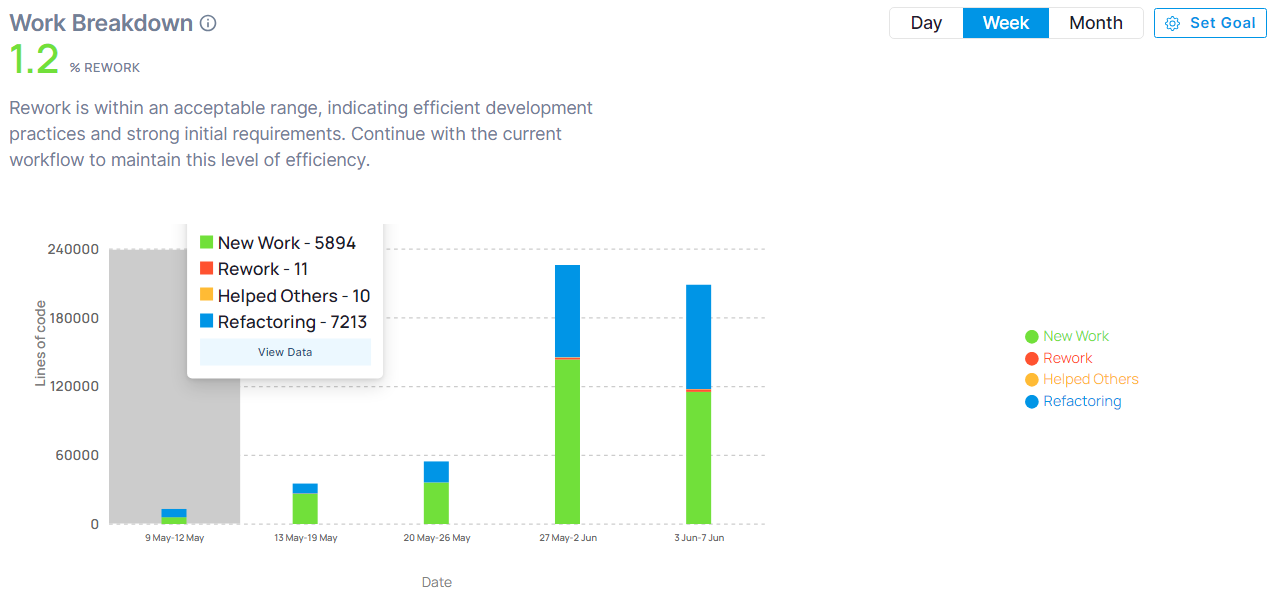 Work Breakdown
Day Week Month Set Goal
1.2 % REWORK
Rework is within an acceptable range, indicating efficient development
practices and strong initial requirements. Continue with the current
workflow to maintain this level of efficiency.
New Work - 5894
Rework - 11
Helped Others - 10
Refactoring - 7213
View Data
Lines of code
240000
180000
120000
60000
0
9 May-12 May 13 May-19 May 20 May-26 May 27 May-2 Jun 3 Jun-7 Jun
Date
New Work
Rework
Helped Others
Refactoring